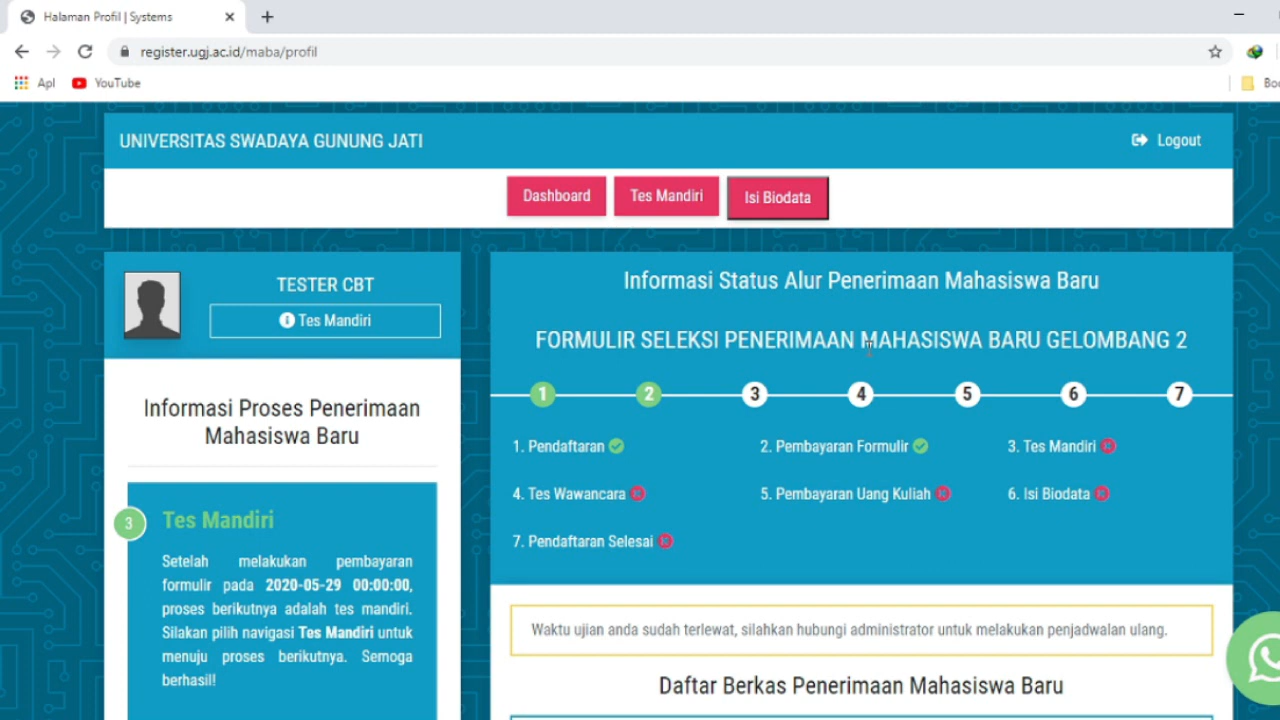 Halaman Profil | Systems
register.ugj.ac.id/maba/profil
Apl YouTube
UNIVERSITAS SWADAYA GUNUNG JATI
Logout
Dashboard
Tes Mandiri
Isi Biodata
TESTER CBT
Tes Mandiri
Informasi Proses Penerimaan
Mahasiswa Baru
3
Tes Mandiri
Setelah melakukan pembayaran
formulir pada 2020-05-29 00:00:00,
proses berikutnya adalah tes mandiri.
Silakan pilih navigasi Tes Mandiri untuk
menuju proses berikutnya. Semoga
berhasil!
Informasi Status Alur Penerimaan Mahasiswa Baru
FORMULIR SELEKSI PENERIMAAN MAHASISWA BARU GELOMBANG 2
1 2 3 4 5 6 7
1. Pendaftaran 2. Pembayaran Formulir 3. Tes Mandiri
4. Tes Wawancara 5. Pembayaran Uang Kuliah 6. Isi Biodata
7. Pendaftaran Selesai
Waktu ujian anda sudah terlewat, silahkan hubungi administrator untuk melakukan penjadwalan ulang.
Daftar Berkas Penerimaan Mahasiswa Baru